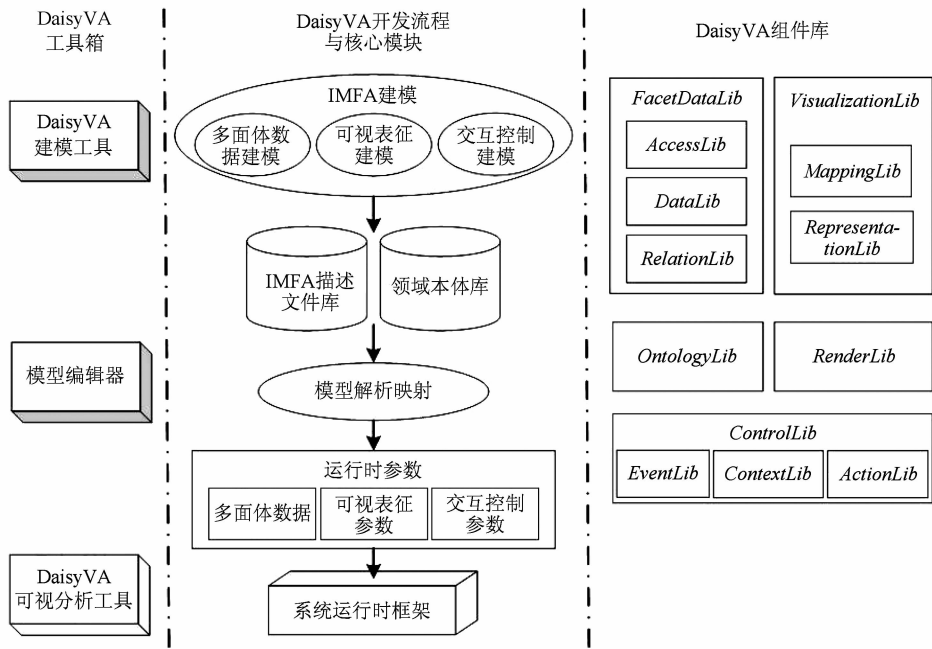 DaisyVA
工具箱
DaisyVA
建模工具
模型编辑器
DaisyVA
可视分析工具
DaisyVA开发流程
与核心模块
IMFA建模
多面体数
据建模
可视表征
建模
交互控制
建模
IMFA描述
文件库
领域本体库
模型解析映射
运行时参数
多面体数据
可视表征
参数
交互控制
参数
系统运行时框架
DaisyVA组件库
FacetDataLib
AccessLib
DataLib
RelationLib
VisualizationLib
MappingLib
Representa-
tionLib
OntologyLib
RenderLib
ControlLib
EventLib
ContextLib
ActionLib